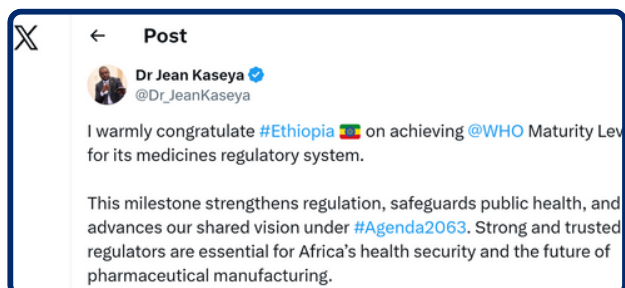 Post
Dr Jean Kaseya
@Dr_JeanKaseya
I warmly congratulate #Ethiopia 🇪🇹 on achieving @WHO Maturity
for its medicines regulatory system.
This milestone strengthens regulation, safeguards public health, and
advances our shared vision under #Agenda2063. Strong and trusted
regulators are essential for Africa’s health security and the future of
pharmaceutical manufacturing.